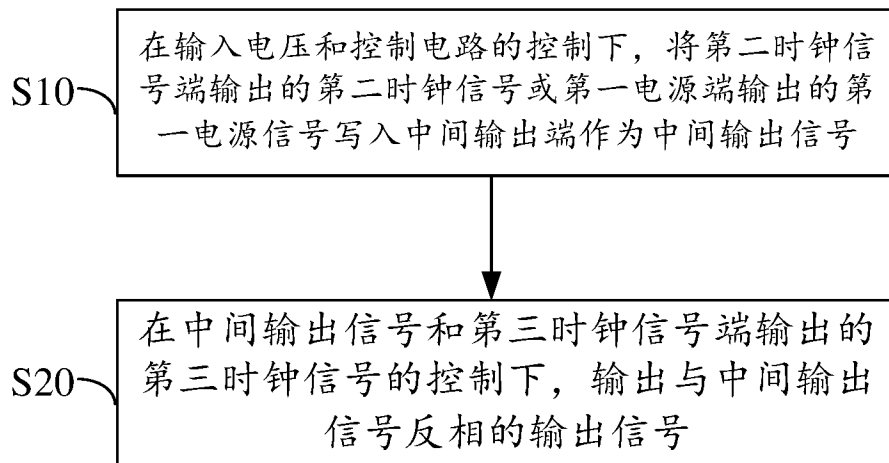 S10
在输入电压和控制电路的控制下，将第二时钟信
号端输出的第二时钟信号或第一电源端输出的第
一电源信号写入中间输出端作为中间输出信号
S20
在中间输出信号和第三时钟信号端输出的
第三时钟信号的控制下，输出与中间输出
信号反相的输出信号